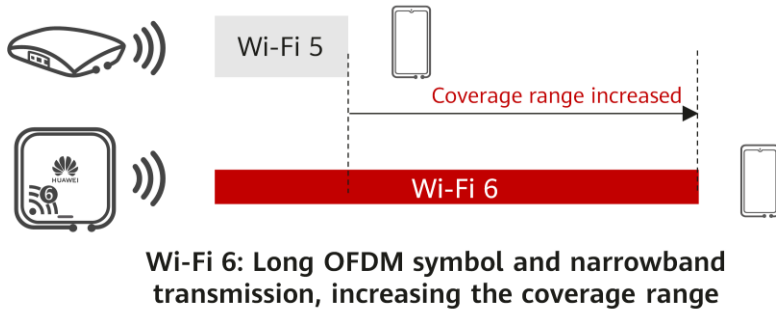 Wi-Fi 5
Coverage range increased
HUAWEI
6
Wi-Fi 6
Wi-Fi 6: Long OFDM symbol and narrowband
transmission, increasing the coverage range